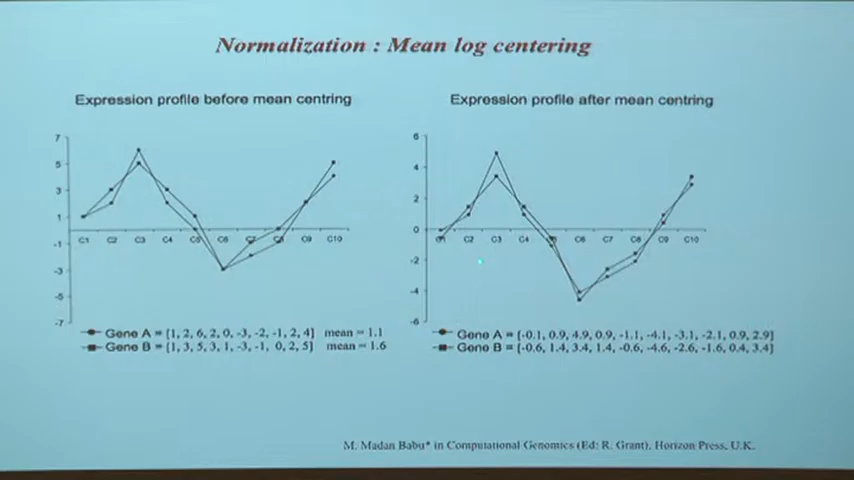 Normalization : Mean log centering
Expression profile before mean centring
7
5
3
1
-1
-3
-5
-7
C1 C2 C3 C4 C5 C6 C7 C8 C9 C10
Gene A = [1, 2, 6, 2, 0, -3, -2, -1, 2, 4] mean = 1.1
Gene B = [1, 3, 5, 3, 1, -3, -1, 0, 2, 5] mean = 1.6
Expression profile after mean centring
6
4
2
0
-2
-4
-6
C1 C2 C3 C4 C5 C6 C7 C8 C9 C10
Gene A = [-0.1, 0.9, 4.9, 0.9, -1.1, -4.1, -3.1, -2.1, 0.9, 2.9]
Gene B = [-0.6, 1.4, 3.4, 1.4, -0.6, -4.6, -2.6, -1.6, 0.4, 3.4]
M. Madan Babu* in Computational Genomics (Ed: R. Grant), Horizon Press, U.K.